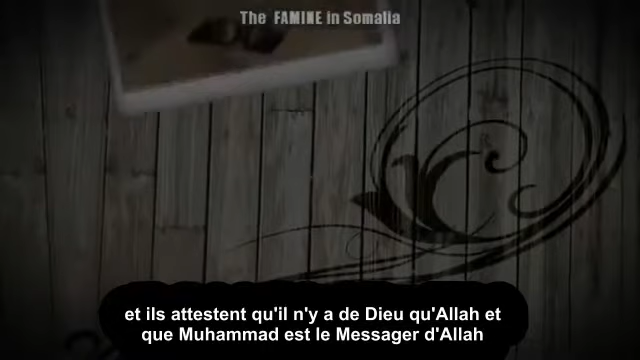 The FAMINE in Somalia
et ils attestent qu'il n'y a de Dieu qu'Allah et
que Muhammad est le Messager d'Allah